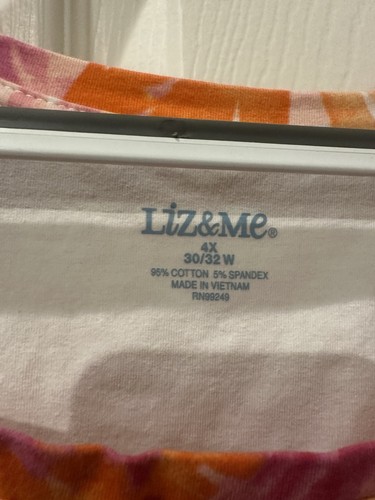 Liz&Me®
4X
30/32 W
95% COTTON 5% SPANDEX
MADE IN VIETNAM
RN99249